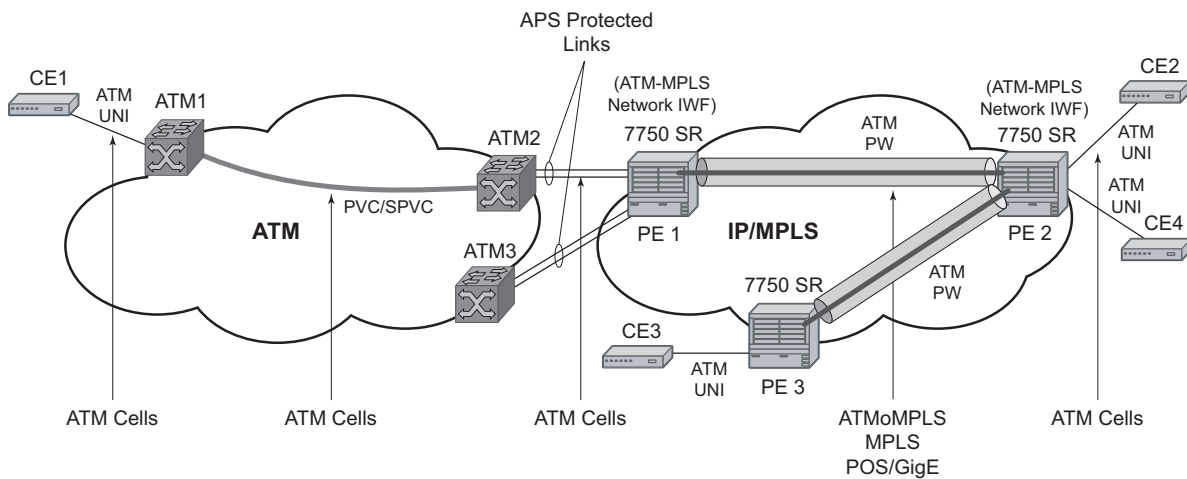 APS Protected
Links
CE1
ATM
UNI
ATM1
ATM2
(ATM-MPLS
Network IWF)
7750 SR
ATM
PW
(ATM-MPLS
Network IWF)
7750 SR
CE2
ATM
UNI
ATM
UNI
CE4
PVC/SPVC
ATM
PE 1
IP/MPLS
PE 2
ATM3
ATM
PW
7750 SR
CE3
ATM
UNI
PE 3
ATM Cells
ATM Cells
ATM Cells
ATMoMPLS
MPLS
POS/GigE
ATM Cells